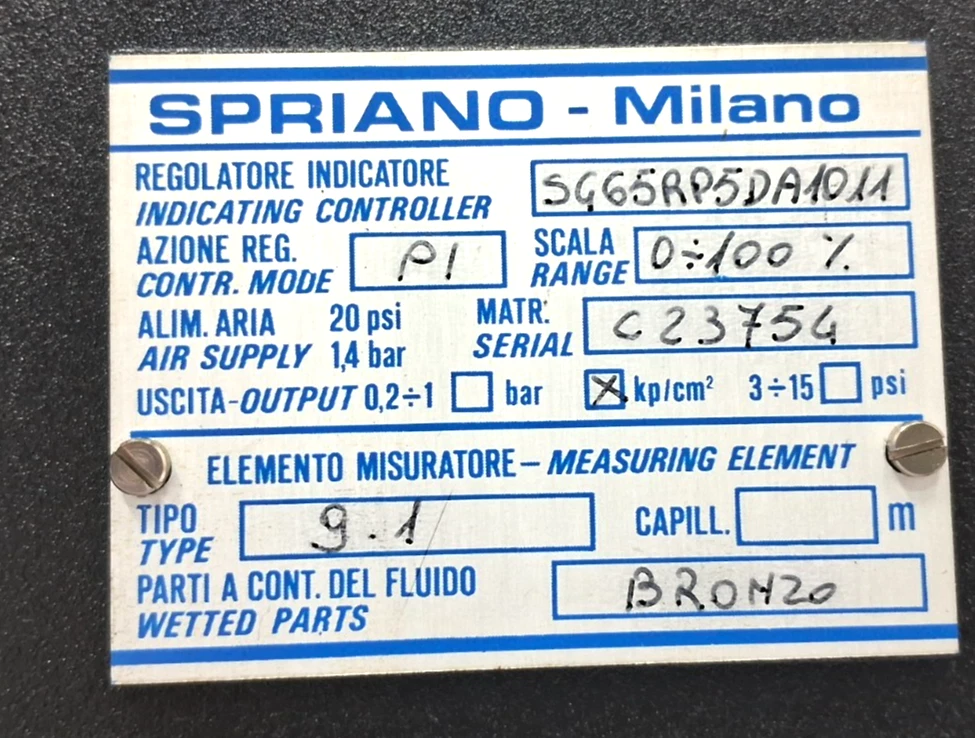 SPRIANO - Milano
REGOLATORE INDICATORE
INDICATING CONTROLLER
SG65RP5DA1011
AZIONE REG.
CONTR. MODE
PI
SCALA
RANGE
0÷100 %
ALIM. ARIA 20 psi
AIR SUPPLY 1,4 bar
MATR.
SERIAL
C23754
USCITA-OUTPUT 0,2÷1 bar X kp/cm² 3÷15 psi
ELEMENTO MISURATORE - MEASURING ELEMENT
TIPO
TYPE
9.1
CAPILL. m
PARTI A CONT. DEL FLUIDO
WETTED PARTS
BRONZO